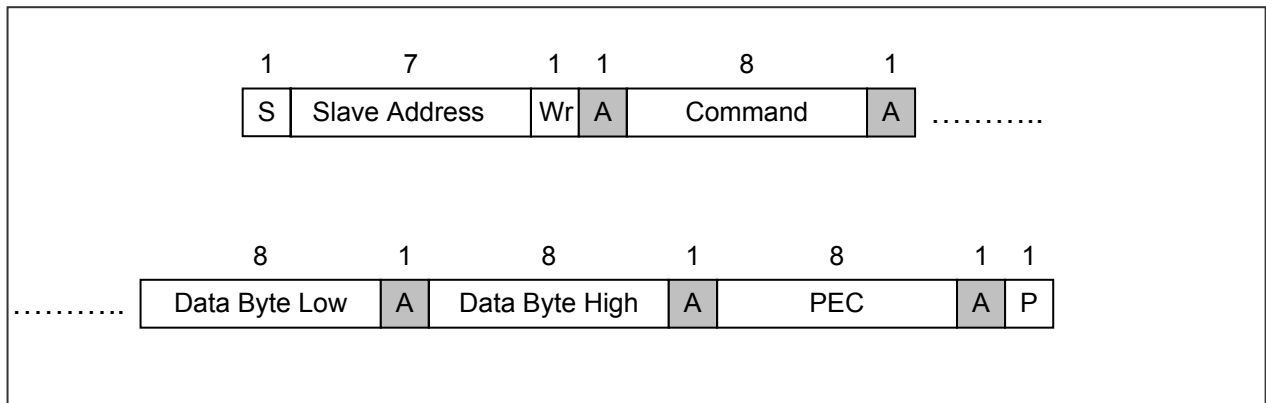 1 7 1 1 8 1
S Slave Address Wr A Command A ………..
8 1 8 1 8 1 1
……….. Data Byte Low A Data Byte High A PEC A P